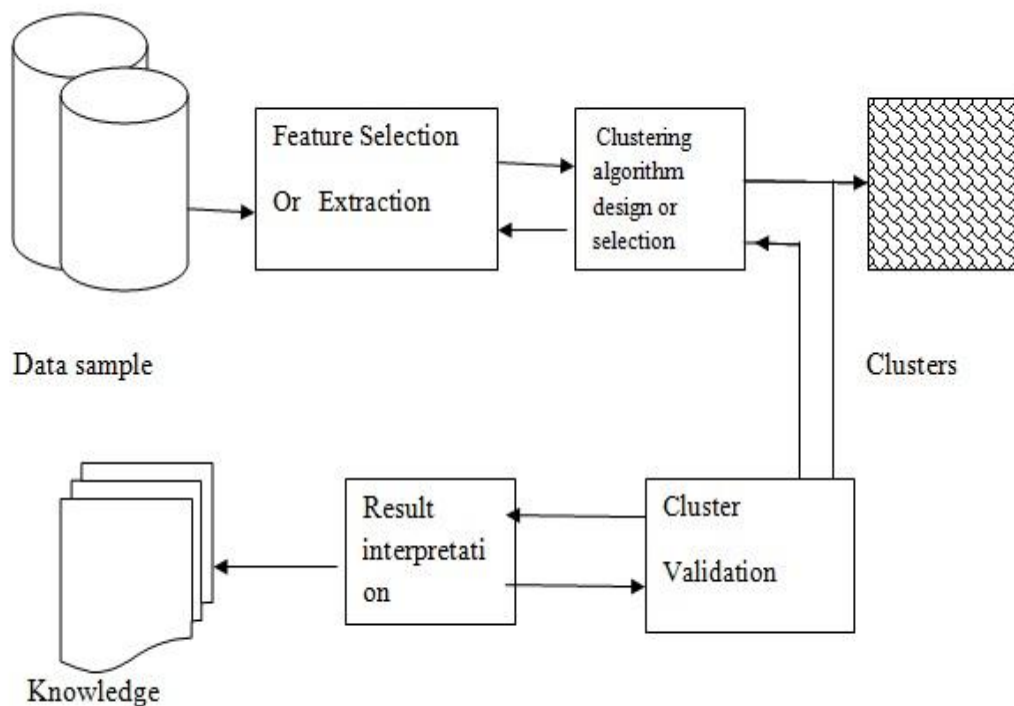 Feature Selection
Or Extraction
Clustering
algorithm
design or
selection
Data sample
Clusters
Result
interpretati
on
Cluster
Validation
Knowledge